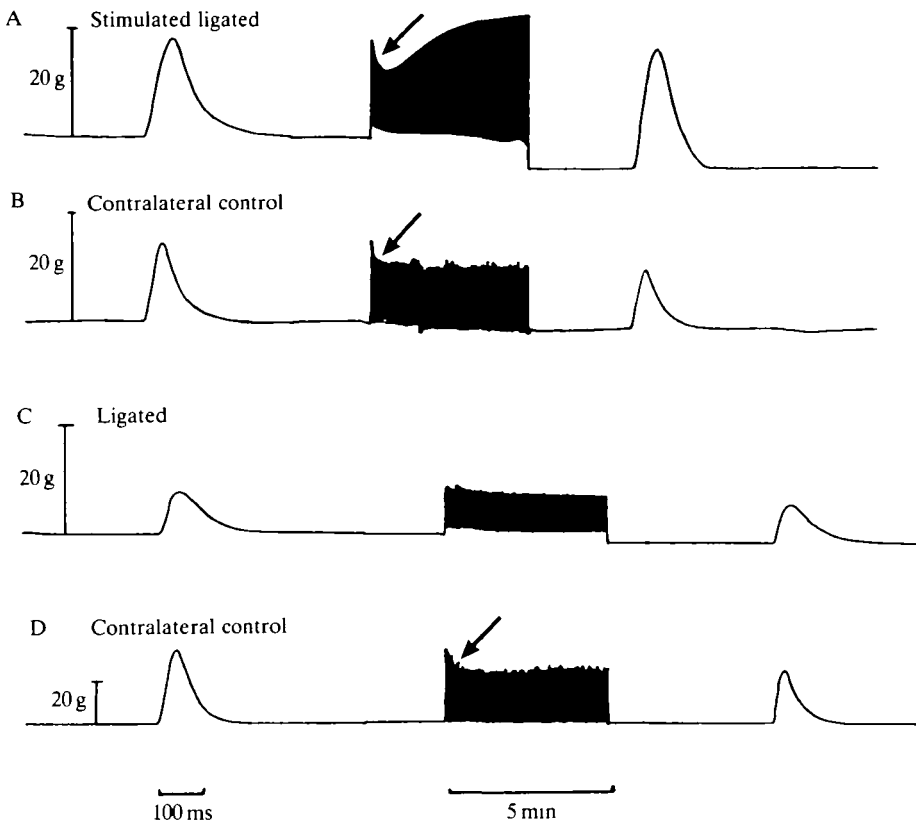 A Stimulated ligated
20 g
B Contralateral control
20 g
C Ligated
20 g
D Contralateral control
20 g
100 ms 5 min